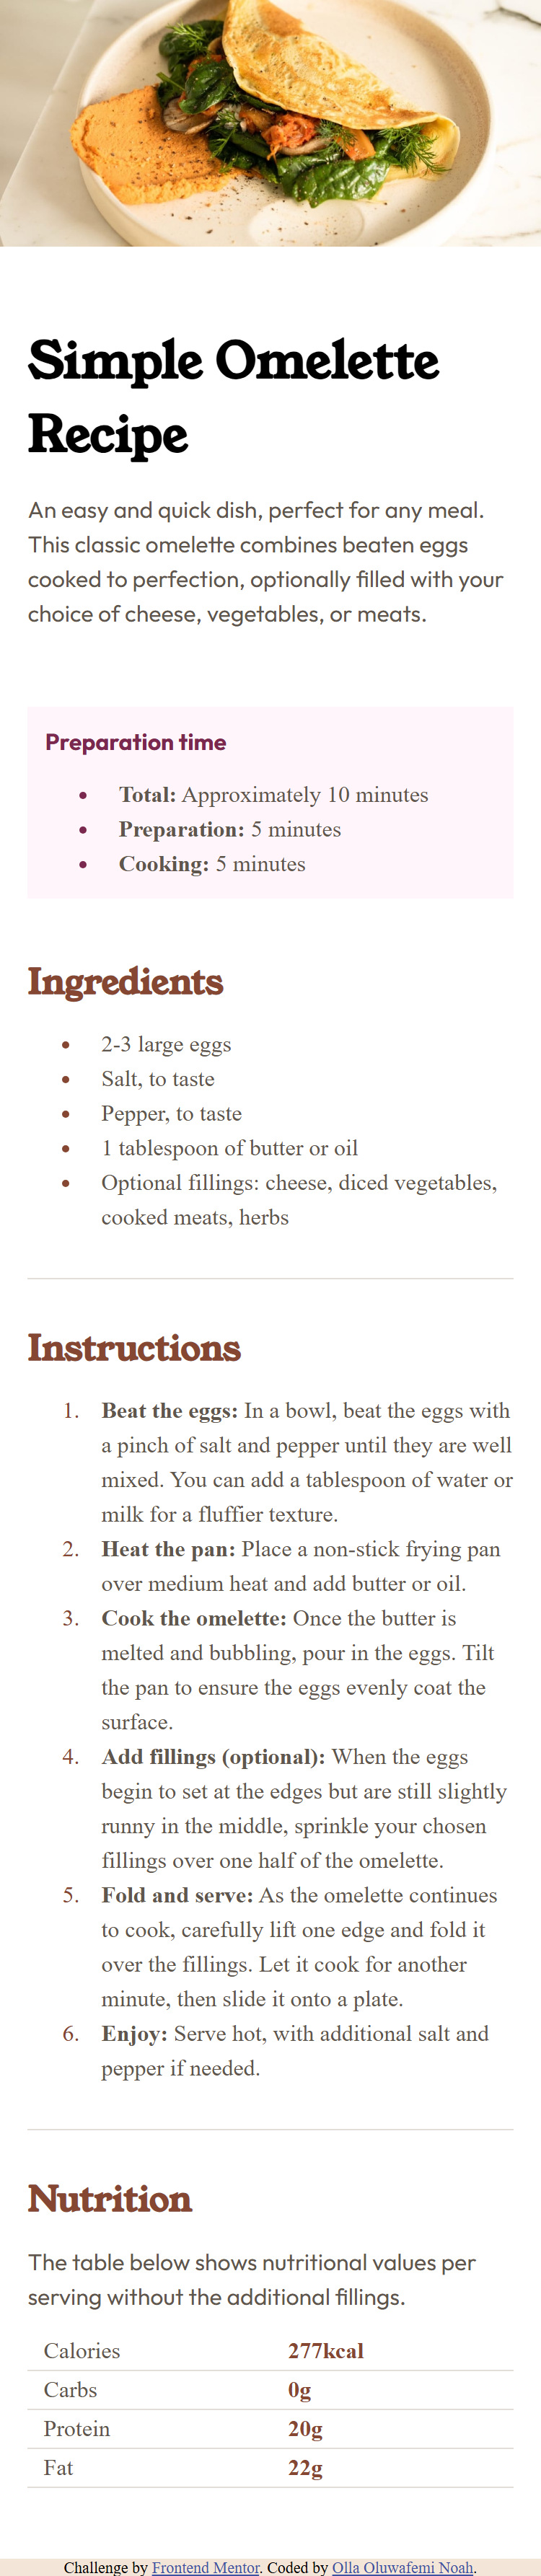 Simple Omelette
Recipe
An easy and quick dish, perfect for any meal.
This classic omelette combines beaten eggs
cooked to perfection, optionally filled with your
choice of cheese, vegetables, or meats.
Preparation time
• Total: Approximately 10 minutes
• Preparation: 5 minutes
• Cooking: 5 minutes
Ingredients
• 2-3 large eggs
• Salt, to taste
• Pepper, to taste
• 1 tablespoon of butter or oil
• Optional fillings: cheese, diced vegetables,
cooked meats, herbs
Instructions
1. Beat the eggs: In a bowl, beat the eggs with
a pinch of salt and pepper until they are well
mixed. You can add a tablespoon of water or
milk for a fluffier texture.
2. Heat the pan: Place a non-stick frying pan
over medium heat and add butter or oil.
3. Cook the omelette: Once the butter is
melted and bubbling, pour in the eggs. Tilt
the pan to ensure the eggs evenly coat the
surface.
4. Add fillings (optional): When the eggs
begin to set at the edges but are still slightly
runny in the middle, sprinkle your chosen
fillings over one half of the omelette.
5. Fold and serve: As the omelette continues
to cook, carefully lift one edge and fold it
over the fillings. Let it cook for another
minute, then slide it onto a plate.
6. Enjoy: Serve hot, with additional salt and
pepper if needed.
Nutrition
The table below shows nutritional values per
serving without the additional fillings.
Calories 277kcal
Carbs 0g
Protein 20g
Fat 22g
Challenge by Frontend Mentor. Coded by Olla Oluwafemi Noah.